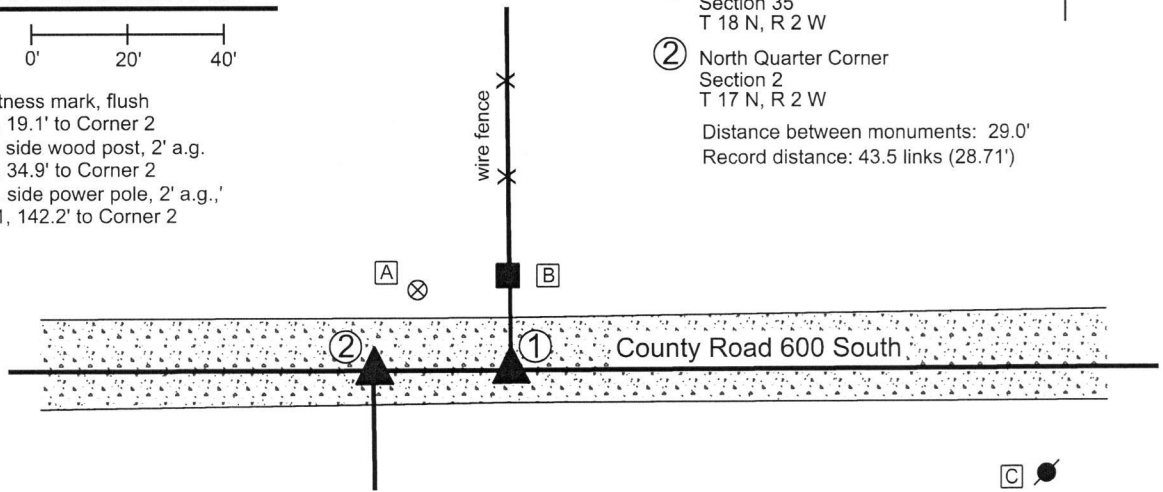 0' 20' 40'
tness mark, flush
19.1' to Corner 2
side wood post, 2' a.g.
34.9' to Corner 2
side power pole, 2' a.g.,'
, 142.2' to Corner 2
wire fence
Section 35
T 18 N, R 2 W
2 North Quarter Corner
Section 2
T 17 N, R 2 W
Distance between monuments: 29.0'
Record distance: 43.5 links (28.71')
A
B
2
1
County Road 600 South
C